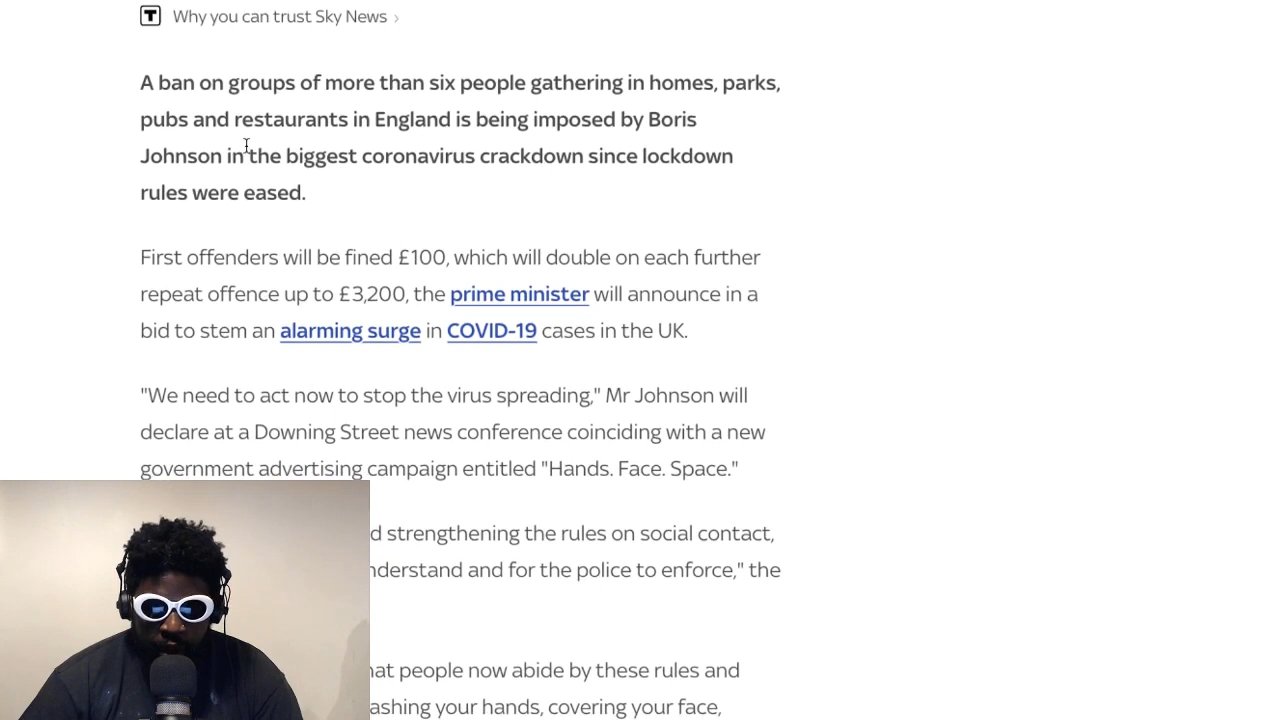 Why you can trust Sky News
A ban on groups of more than six people gathering in homes, parks,
pubs and restaurants in England is being imposed by Boris
Johnson in the biggest coronavirus crackdown since lockdown
rules were eased.
First offenders will be fined £100, which will double on each further
repeat offence up to £3,200, the prime minister will announce in a
bid to stem an alarming surge in COVID-19 cases in the UK.
"We need to act now to stop the virus spreading," Mr Johnson will
declare at a Downing Street news conference coinciding with a new
government advertising campaign entitled "Hands. Face. Space."
strengthening the rules on social contact,
and for the police to enforce," the
people now abide by these rules and
your hands, covering your face,